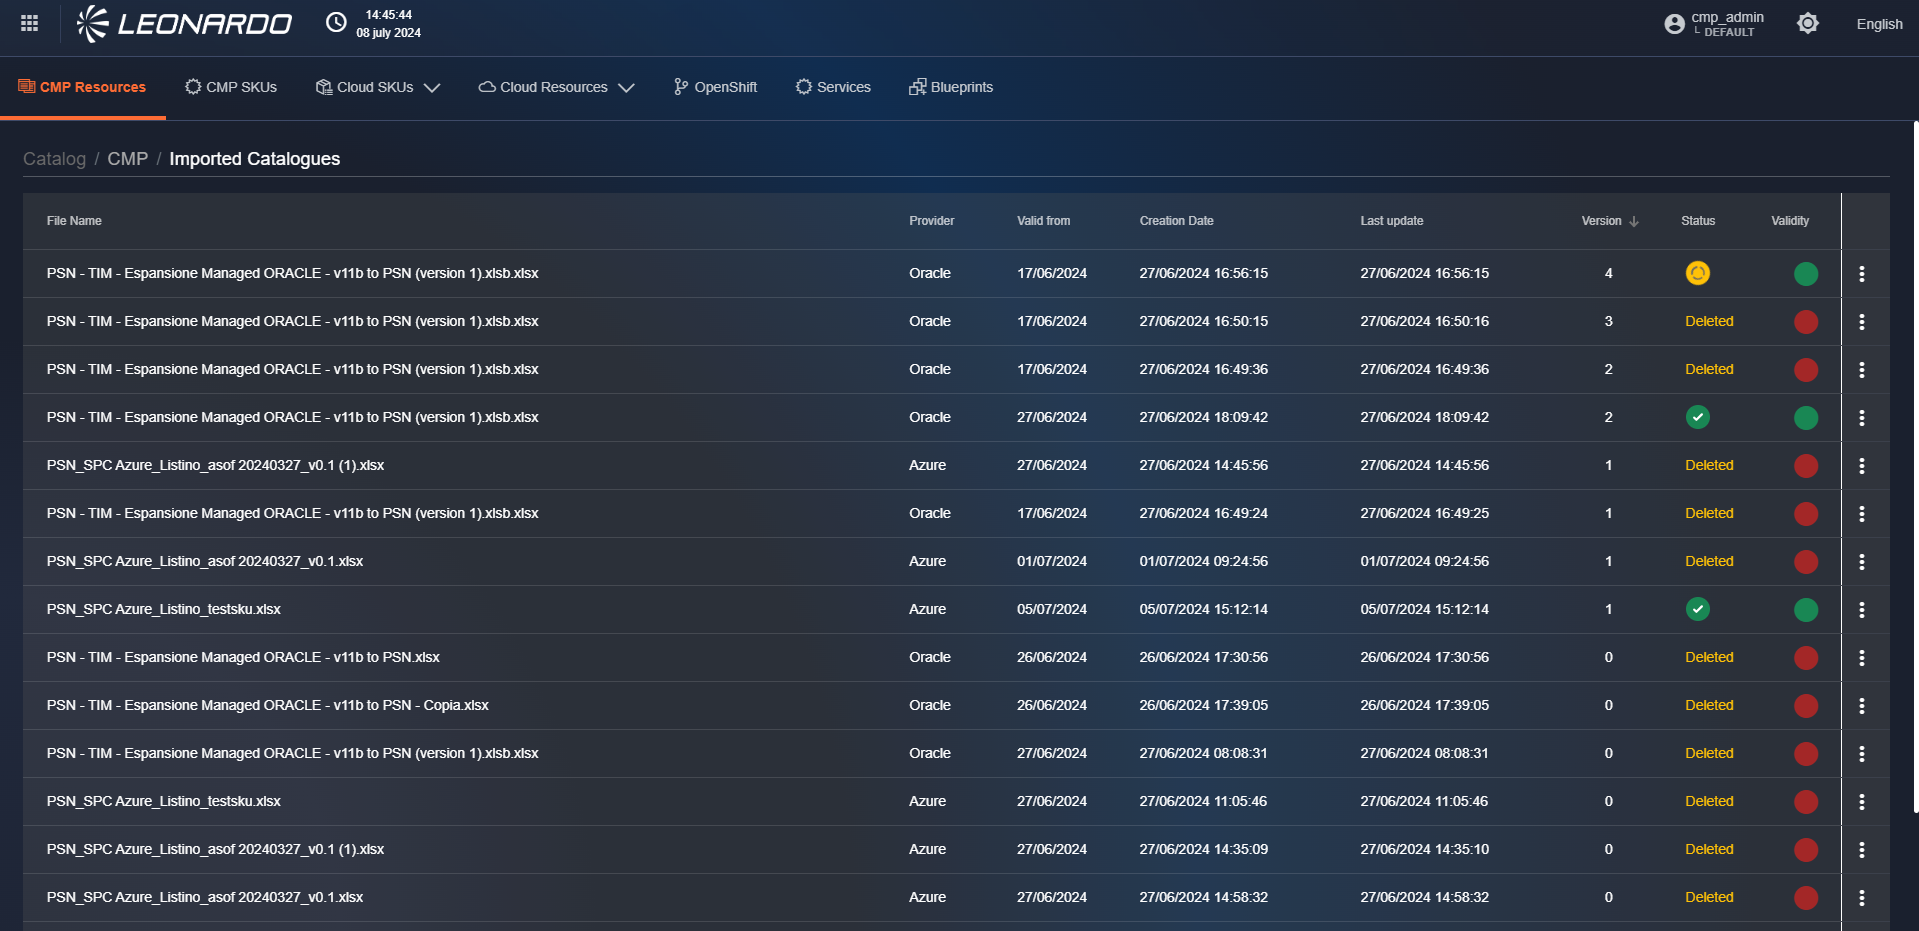 LEONARDO
14:45:44
08 july 2024
cmp_admin
└ DEFAULT
English
CMP Resources CMP SKUs Cloud SKUs Cloud Resources OpenShift Services Blueprints
Catalog / CMP / Imported Catalogues
File Name Provider Valid from Creation Date Last update Version Status Validity
PSN - TIM - Espansione Managed ORACLE - v11b to PSN (version 1).xlsb.xlsx Oracle 17/06/2024 27/06/2024 16:56:15 27/06/2024 16:56:15 4
PSN - TIM - Espansione Managed ORACLE - v11b to PSN (version 1).xlsb.xlsx Oracle 17/06/2024 27/06/2024 16:50:15 27/06/2024 16:50:16 3 Deleted
PSN - TIM - Espansione Managed ORACLE - v11b to PSN (version 1).xlsb.xlsx Oracle 17/06/2024 27/06/2024 16:49:36 27/06/2024 16:49:36 2 Deleted
PSN - TIM - Espansione Managed ORACLE - v11b to PSN (version 1).xlsb.xlsx Oracle 27/06/2024 27/06/2024 18:09:42 27/06/2024 18:09:42 2
PSN_SPC Azure_Listino_asof 20240327_v0.1 (1).xlsx Azure 27/06/2024 27/06/2024 14:45:56 27/06/2024 14:45:56 1 Deleted
PSN - TIM - Espansione Managed ORACLE - v11b to PSN (version 1).xlsb.xlsx Oracle 17/06/2024 27/06/2024 16:49:24 27/06/2024 16:49:25 1 Deleted
PSN_SPC Azure_Listino_asof 20240327_v0.1.xlsx Azure 01/07/2024 01/07/2024 09:24:56 01/07/2024 09:24:56 1 Deleted
PSN_SPC Azure_Listino_testsku.xlsx Azure 05/07/2024 05/07/2024 15:12:14 05/07/2024 15:12:14 1
PSN - TIM - Espansione Managed ORACLE - v11b to PSN.xlsx Oracle 26/06/2024 26/06/2024 17:30:56 26/06/2024 17:30:56 0 Deleted
PSN - TIM - Espansione Managed ORACLE - v11b to PSN - Copia.xlsx Oracle 26/06/2024 26/06/2024 17:39:05 26/06/2024 17:39:05 0 Deleted
PSN - TIM - Espansione Managed ORACLE - v11b to PSN (version 1).xlsb.xlsx Oracle 27/06/2024 27/06/2024 08:08:31 27/06/2024 08:08:31 0 Deleted
PSN_SPC Azure_Listino_testsku.xlsx Azure 27/06/2024 27/06/2024 11:05:46 27/06/2024 11:05:46 0 Deleted
PSN_SPC Azure_Listino_asof 20240327_v0.1 (1).xlsx Azure 27/06/2024 27/06/2024 14:35:09 27/06/2024 14:35:10 0 Deleted
PSN_SPC Azure_Listino_asof 20240327_v0.1.xlsx Azure 27/06/2024 27/06/2024 14:58:32 27/06/2024 14:58:32 0 Deleted